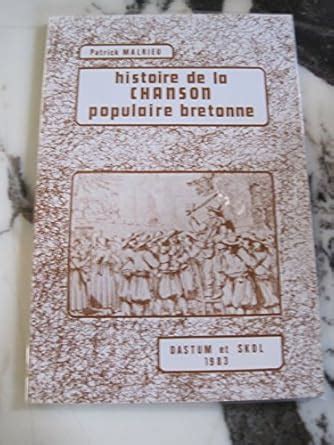 Patrick MALRIEU
histoire de la
CHANSON
populaire bretonne
DASTUM et SKOL
1983